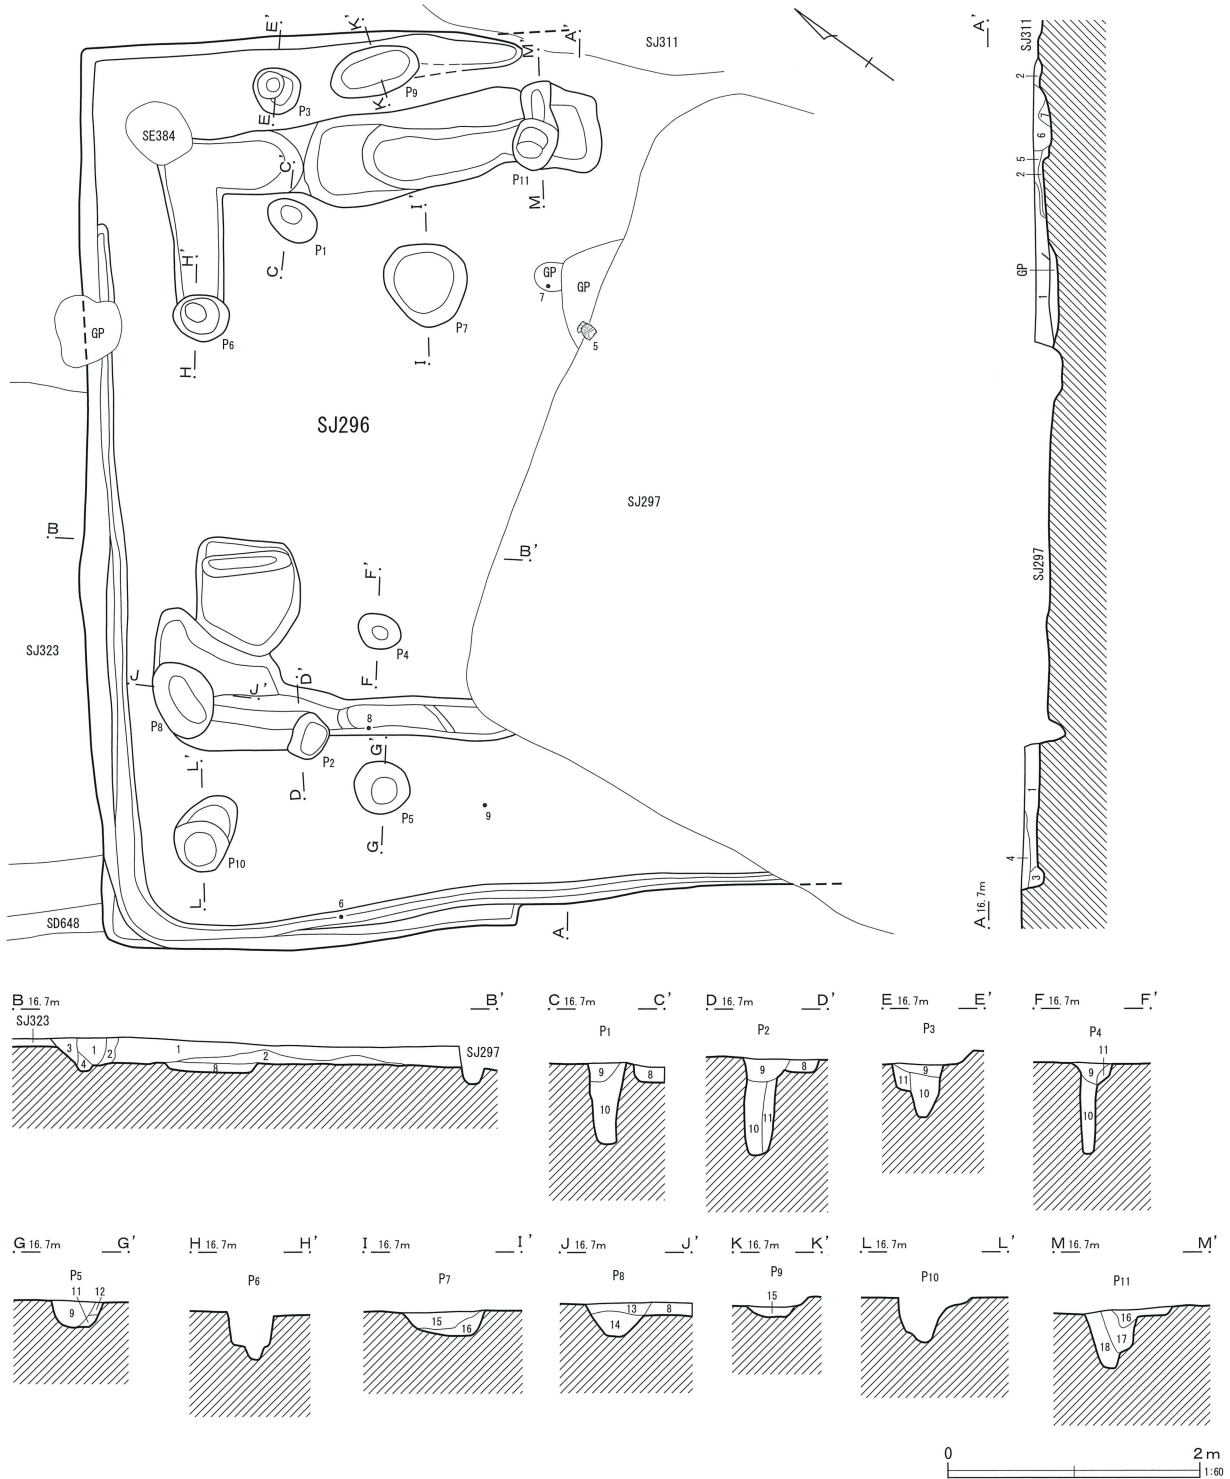 E' K' M' A' SJ311
P3 P9 E K
SE384
C' P11
I' M
P1
C
H'
GP GP
7
GP
P6 P7
5
H I
SJ296
SJ297
B B'
F'
SJ323
P4
J J' D' F
P8 8
P2 G'
L' D
P5 9
P10 G
L
6
SD648 A
A'
SJ311
2
7
6
5
2
GP
1
SJ297
1
4
3
A 16.7m
B 16.7m B' C 16.7m C' D 16.7m D' E 16.7m E' F 16.7m F'
SJ323 P1 P2 P3 P4
3 1 2 1 2 SJ297 9 8 9 8 9 9 11
4 8 10 10 11 11 10 10
G 16.7m G' H 16.7m H' I 16.7m I' J 16.7m J' K 16.7m K' L 16.7m L' M 16.7m M'
P5 P6 P7 P8 P9 P10 P11
11 12 15
9 15 16 13 8 16
14 17
18
0 2m
1:60